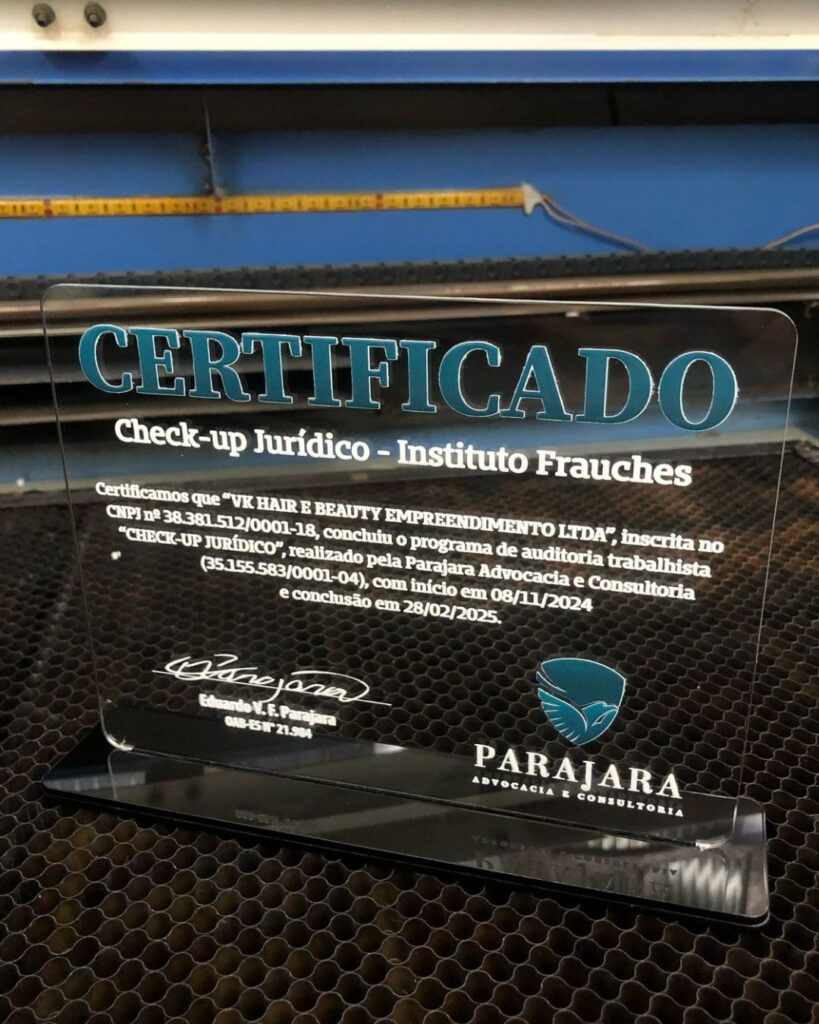 CERTIFICADO
Check-up Jurídico - Instituto Frauches
Certificamos que “VK HAIR E BEAUTY EMPREENDIMENTO LTDA”, inscrita no
CNPJ nº 38.381.512/0001-18, concluiu o programa de auditoria trabalhista
“CHECK-UP JURÍDICO”, realizado pela Parajara Advocacia e Consultoria
(35.155.583/0001-04), com início em 08/11/2024
e conclusão em 28/02/2025.
Eduardo V. F. Parajara
OAB-ES Nº 21.984
PARAJARA
ADVOCACIA E CONSULTORIA